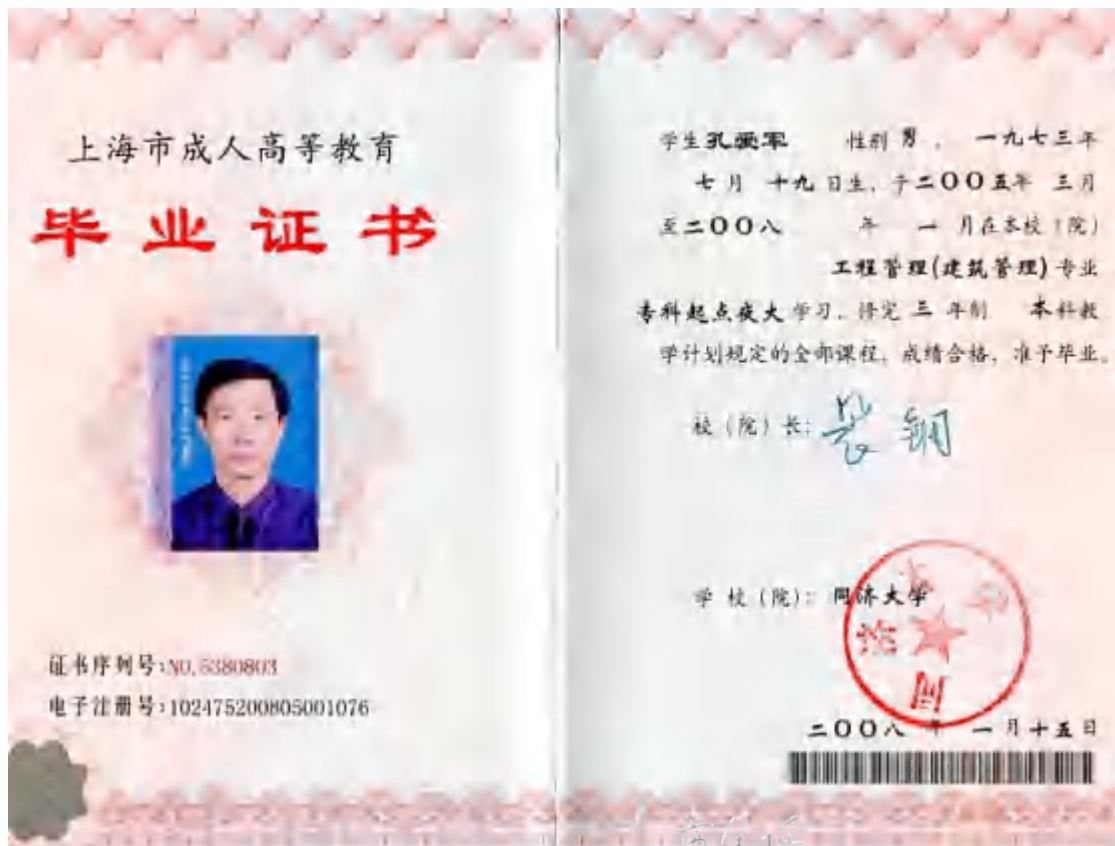 上海市成人高等教育
毕业证书
证书序列号:NO.5380803
电子注册号:102475200805001076
学生孔爱军 性别 男 , 一九七三年
七月 十九 日生, 于二〇〇五年 三月
至二〇〇八 年 一 月在本校(院)
工程管理(建筑管理) 专业
专科起点夜大 学习, 修完 三 年制 本科教
学计划规定的全部课程, 成绩合格, 准予毕业。
校(院)长:
学校(院): 同济大学
同济大学
二〇〇八 年 一 月十五日